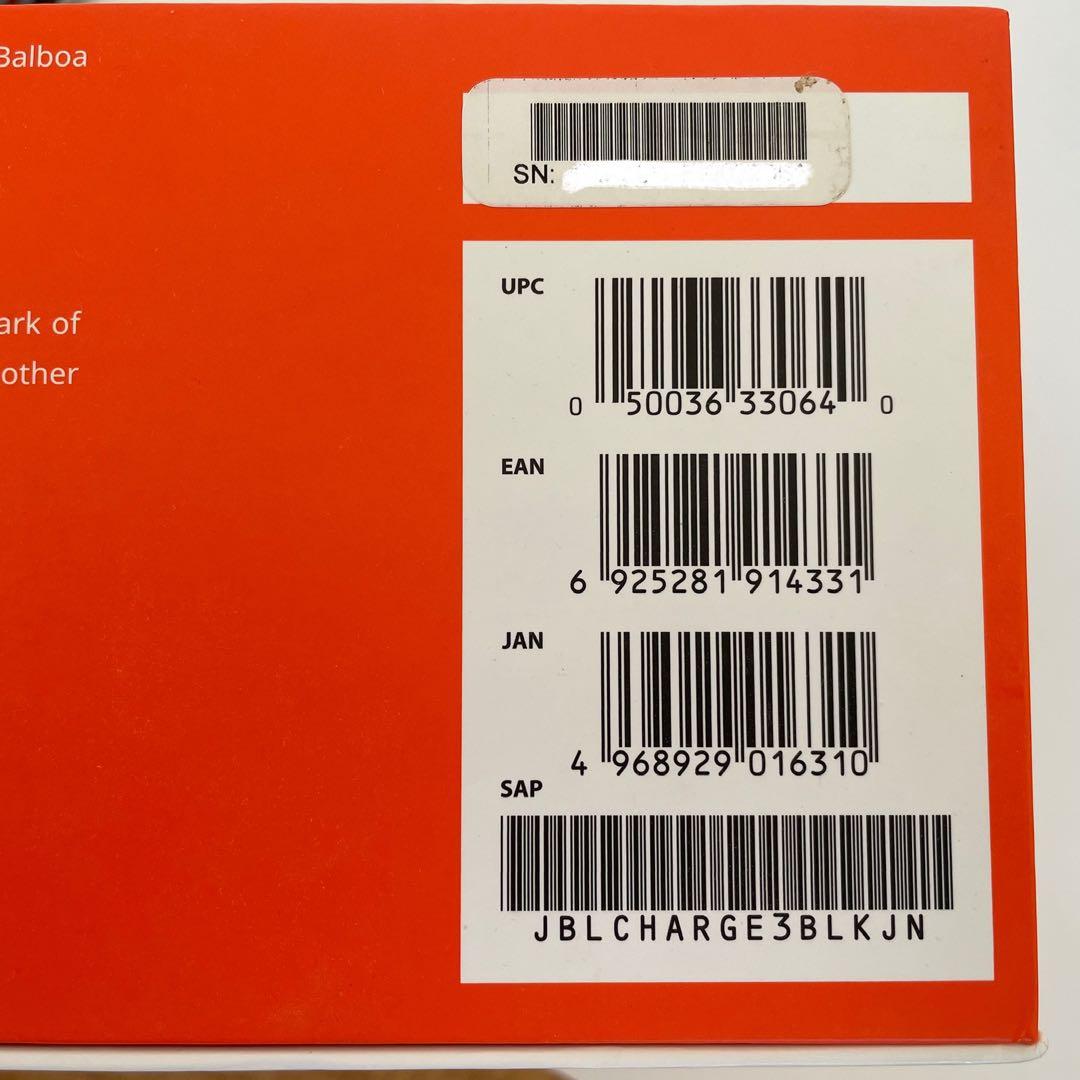 Balboa
ark of
other
SN:
UPC
0 50036 33064 0
EAN
6 925281 914331
JAN
4 968929 016310
SAP
JBLCHARGE3BLKJN